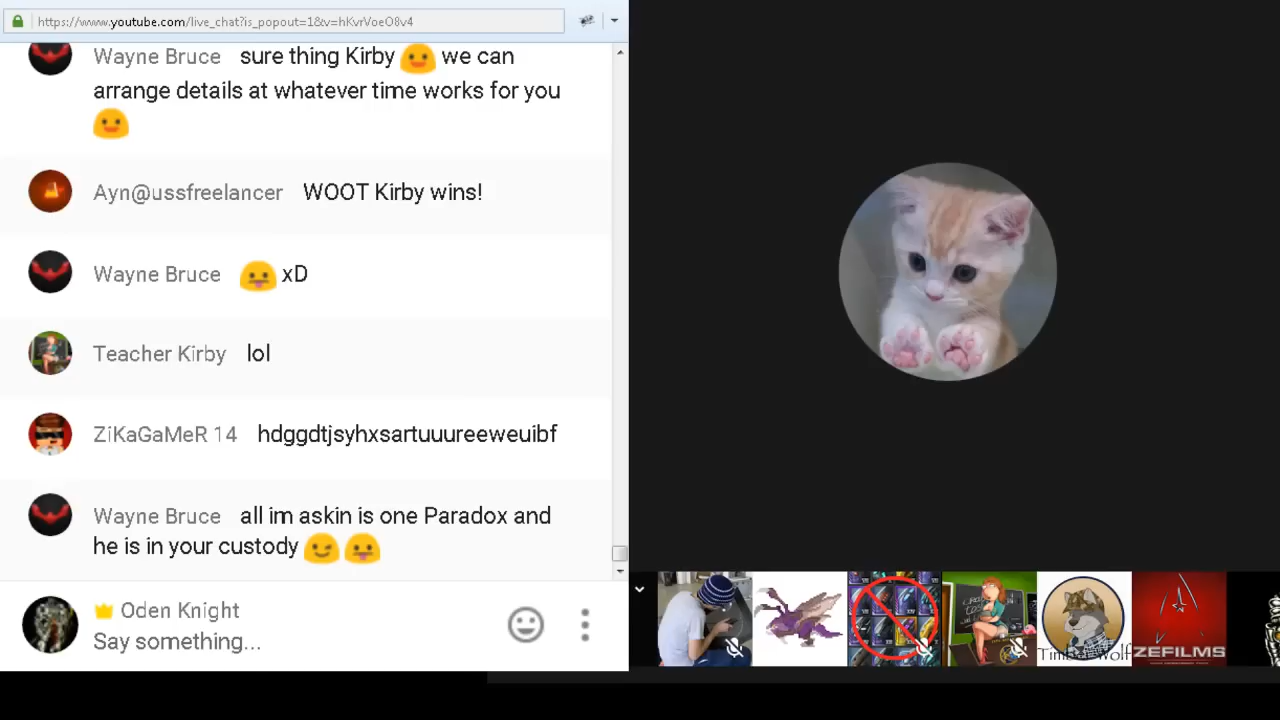 https://www.youtube.com/live_chat?is_popout=1&v=hKvrVoeO8v4
Wayne Bruce sure thing Kirby 😛 we can
arrange details at whatever time works for you
Ayn@ussfreelancer WOOT Kirby wins!
Wayne Bruce 😛 xD
Teacher Kirby lol
ZiKaGaMeR 14 hdggdtjsyhxsartuuureeweuibf
Wayne Bruce all im askin is one Paradox and
he is in your custody 😉 😛
Oden Knight
Say something...
Timber Wolf
ZEFILMS